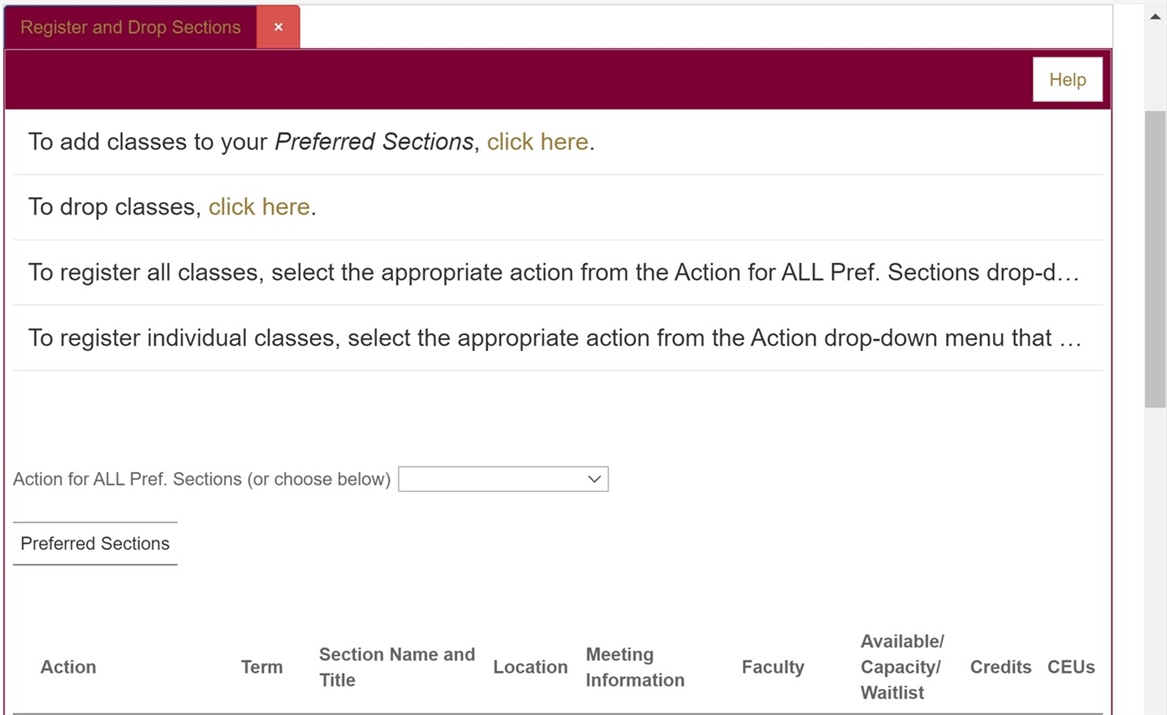 Register and Drop Sections ×
Help
To add classes to your Preferred Sections, click here.
To drop classes, click here.
To register all classes, select the appropriate action from the Action for ALL Pref. Sections drop-d…
To register individual classes, select the appropriate action from the Action drop-down menu that …
Action for ALL Pref. Sections (or choose below)
Preferred Sections
Action
Term
Section Name and
Title
Location
Meeting
Information
Faculty
Available/
Capacity/
Waitlist
Credits
CEUs